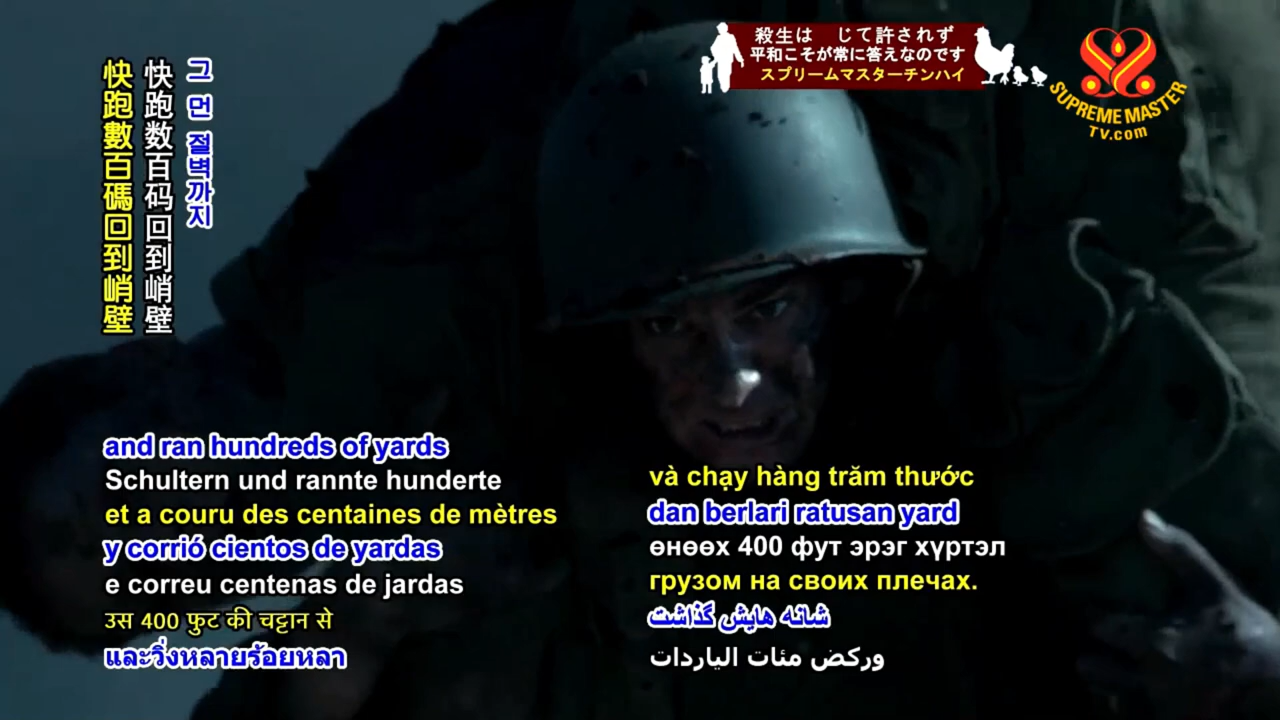 殺生は じて許されず
平和こそが常に答えなのです
スプリームマスターチンハイ
SUPREME MASTER
TV.com
그 먼 절벽까지
快跑数百码回到峭壁
快跑數百碼回到峭壁
and ran hundreds of yards
Schultern und rannte hunderte
et a couru des centaines de mètres
y corrió cientos de yardas
e correu centenas de jardas
उस 400 फुट की चट्टान से
และวิ่งหลายร้อยหลา
và chạy hàng trăm thước
dan berlari ratusan yard
өнөөх 400 фут эрэг хүртэл
грузом на своих плечах.
شانه هایش گذاشت
وركض مئات الياردات